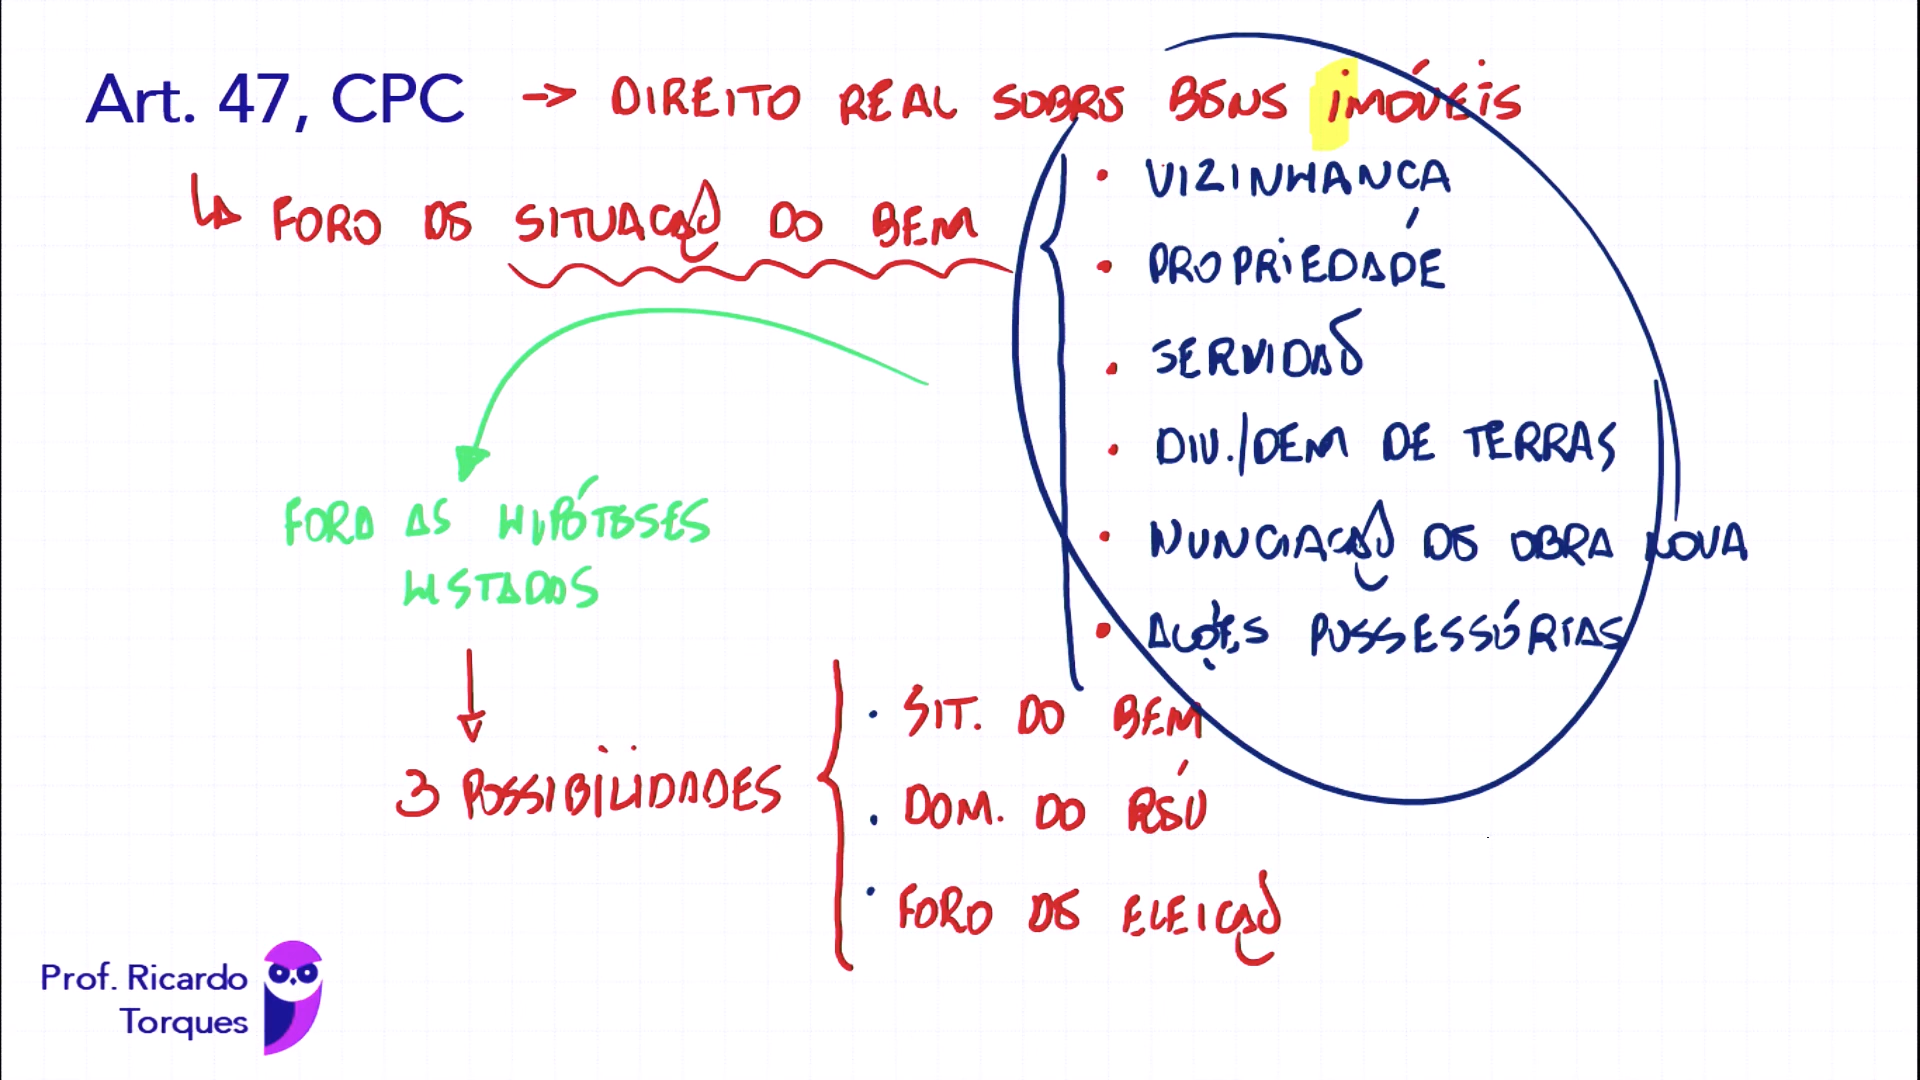 Art. 47, CPC → DIREITO REAL SOBRE BENS iMÓVEIS
↳ FORO DE SITUAÇÃO DO BEM
• VIZINHANÇA
• PROPRIEDADE
• SERVIDÃO
• DIV./DEM DE TERRAS
• NUNCIAÇÃO DE OBRA NOVA
• AÇÕES POSSESSÓRIAS
FORA AS HIPÓTESES
LISTADAS
3 POSSIBILIDADES
• SIT. DO BEM
• DOM. DO RÉU
• FORO DE ELEIÇÃO
Prof. Ricardo
Torques